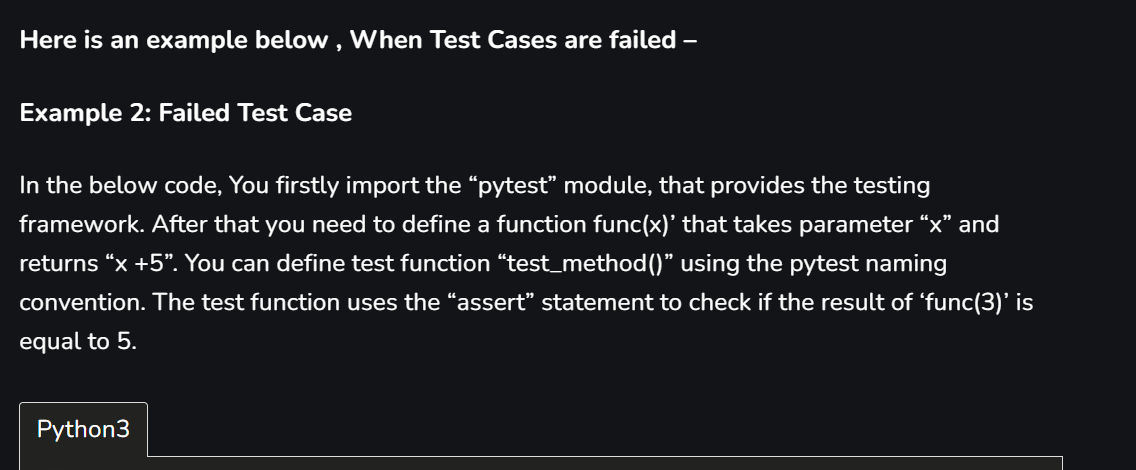 Here is an example below , When Test Cases are failed –
Example 2: Failed Test Case
In the below code, You firstly import the “pytest” module, that provides the testing
framework. After that you need to define a function func(x)’ that takes parameter “x” and
returns “x +5”. You can define test function “test_method()” using the pytest naming
convention. The test function uses the “assert” statement to check if the result of ‘func(3)’ is
equal to 5.
Python3